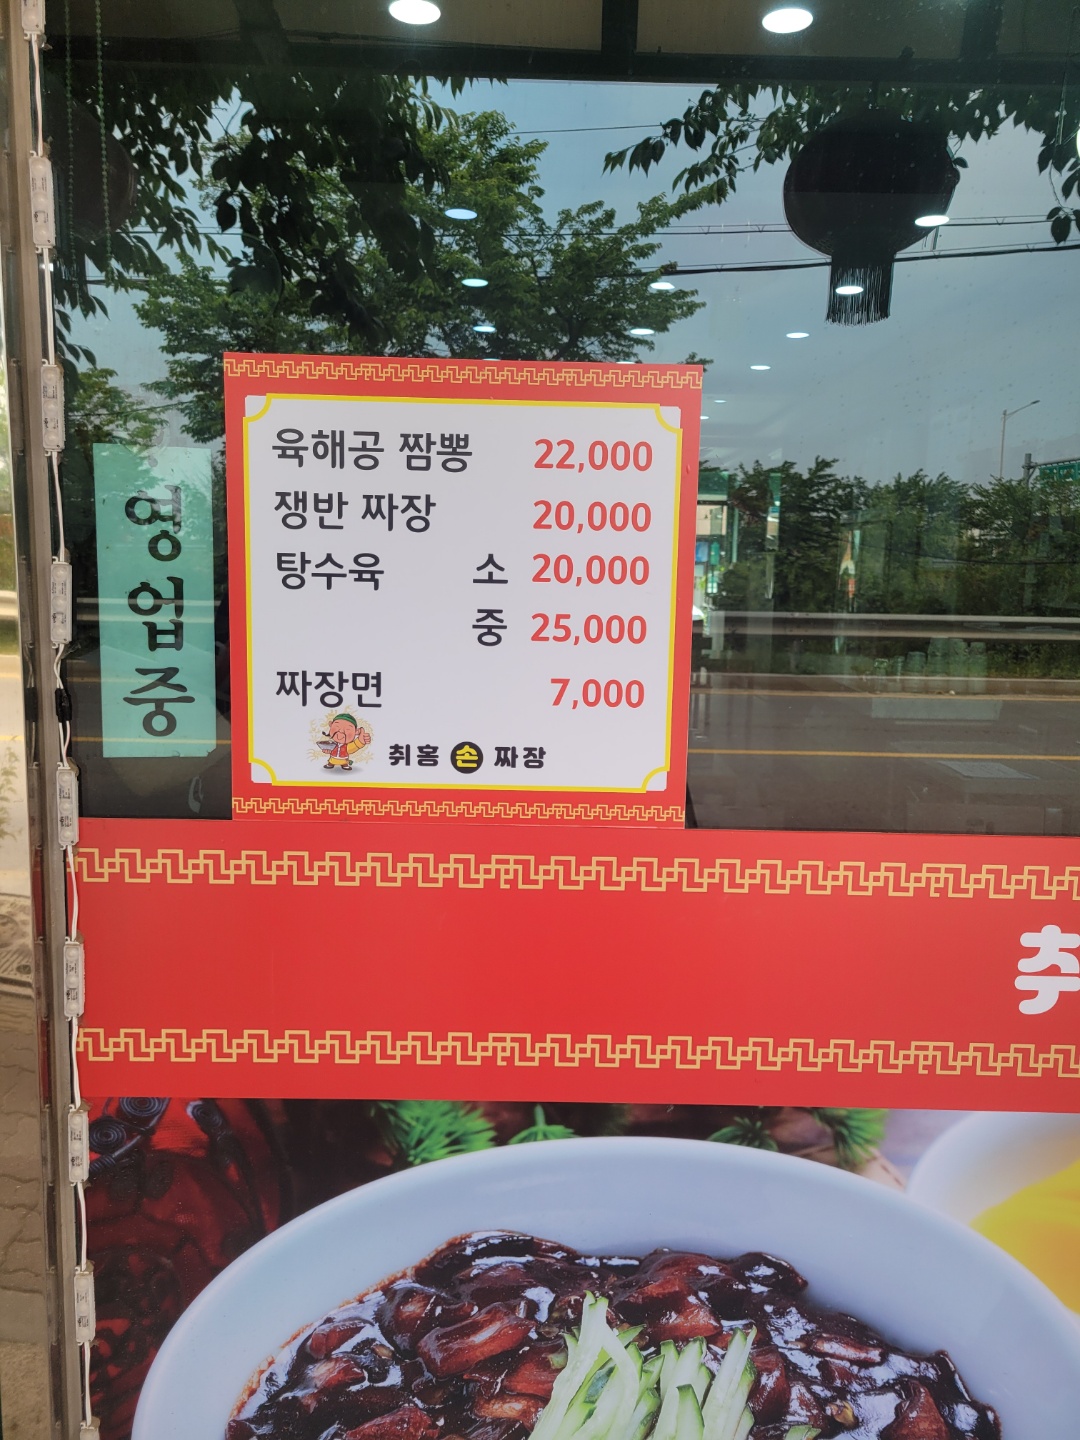 영업중
육해공 짬뽕 22,000
쟁반 짜장 20,000
탕수육 소 20,000
중 25,000
짜장면 7,000
취홍 손 짜장
취